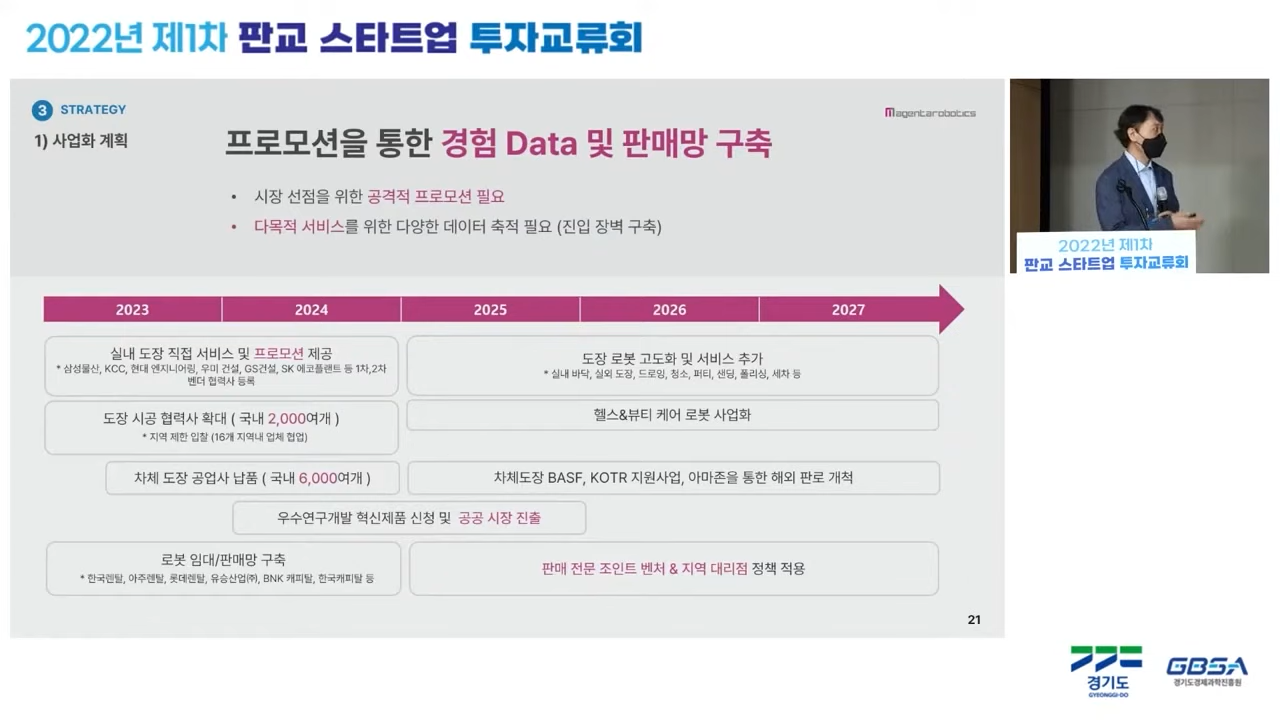 2022년 제1차 판교 스타트업 투자교류회
3 STRATEGY
1) 사업화 계획
magentarobotics
프로모션을 통한 경험 Data 및 판매망 구축
• 시장 선점을 위한 공격적 프로모션 필요
• 다목적 서비스를 위한 다양한 데이터 축적 필요 (진입 장벽 구축)
2022년 제1차
판교 스타트업 투자교류회
2023 2024 2025 2026 2027
실내 도장 직접 서비스 및 프로모션 제공
* 삼성물산, KCC, 현대 엔지니어링, 우미 건설, GS건설, SK 에코플랜트 등 1차,2차
벤더 협력사 등록
도장 로봇 고도화 및 서비스 추가
* 실내 바닥, 실외 도장, 드로잉, 청소, 퍼티, 샌딩, 폴리싱, 세차 등
도장 시공 협력사 확대 ( 국내 2,000여개 )
* 지역 제한 입찰 (16개 지역내 업체 협업)
헬스&뷰티 케어 로봇 사업화
차체 도장 공업사 납품 ( 국내 6,000여개 )
차체도장 BASF, KOTR 지원사업, 아마존을 통한 해외 판로 개척
우수연구개발 혁신제품 신청 및 공공 시장 진출
로봇 임대/판매망 구축
* 한국렌탈, 아주렌탈, 롯데렌탈, 유승산업㈜, BNK 캐피탈, 한국캐피탈 등
판매 전문 조인트 벤처 & 지역 대리점 정책 적용
21
경기도
GYEONGGI-DO
GBSA
경기도경제과학진흥원